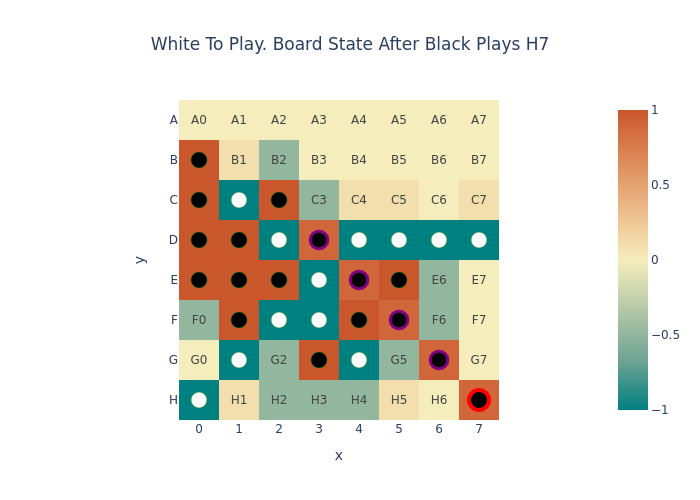 White To Play. Board State After Black Plays H7
A A0 A1 A2 A3 A4 A5 A6 A7
B B1 B2 B3 B4 B5 B6 B7
C C3 C4 C5 C6 C7
D
E E6 E7
F F0 F6 F7
G G0 G2 G5 G7
H H1 H2 H3 H4 H5 H6
0 1 2 3 4 5 6 7
x
y
1
0.5
0
−0.5
−1